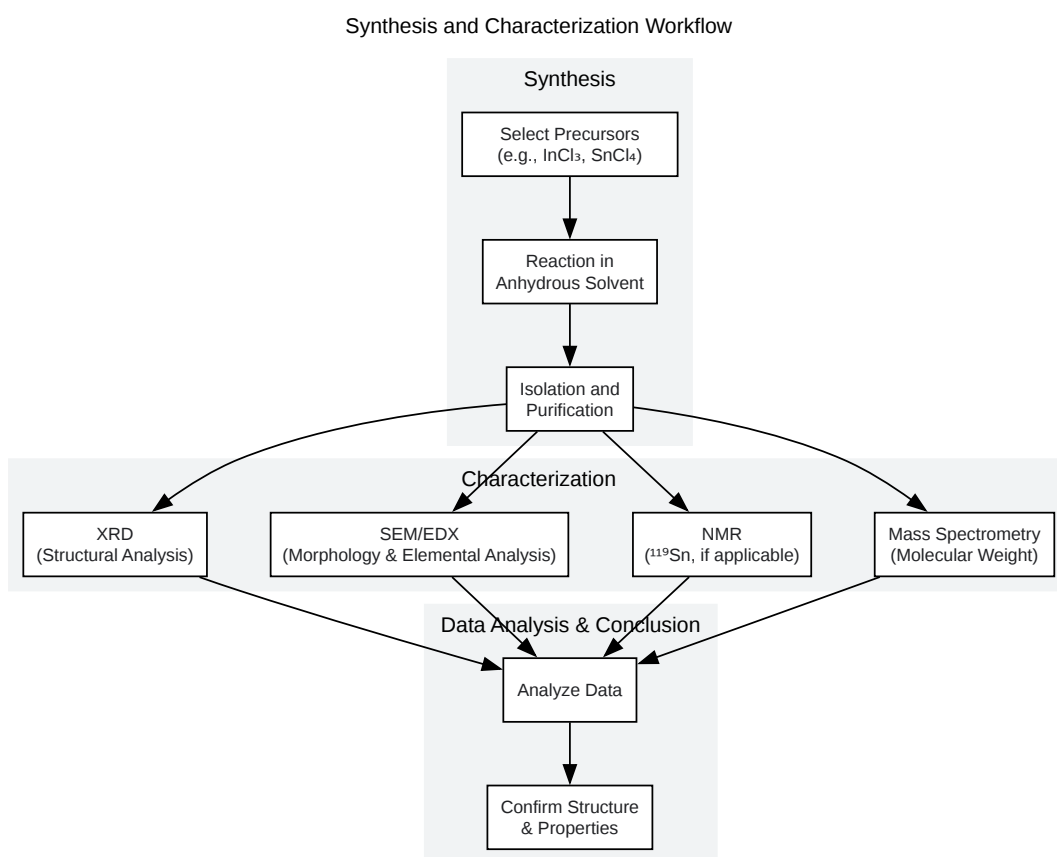 Synthesis and Characterization Workflow
Synthesis
Select Precursors
(e.g., InCl₃, SnCl₄)
Reaction in
Anhydrous Solvent
Isolation and
Purification
Characterization
XRD
(Structural Analysis)
SEM/EDX
(Morphology & Elemental Analysis)
NMR
(¹¹⁹Sn, if applicable)
Mass Spectrometry
(Molecular Weight)
Data Analysis & Conclusion
Analyze Data
Confirm Structure
& Properties